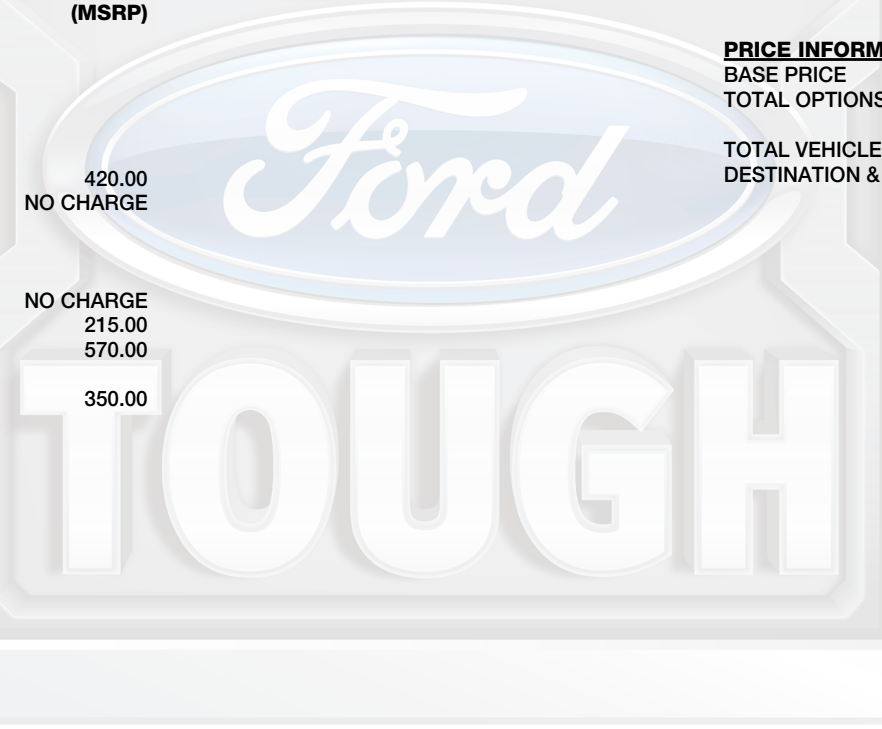 (MSRP)
420.00
NO CHARGE
NO CHARGE
215.00
570.00
350.00
PRICE INFORM
BASE PRICE
TOTAL OPTIONS
TOTAL VEHICLE
DESTINATION &
Ford
TOUGH